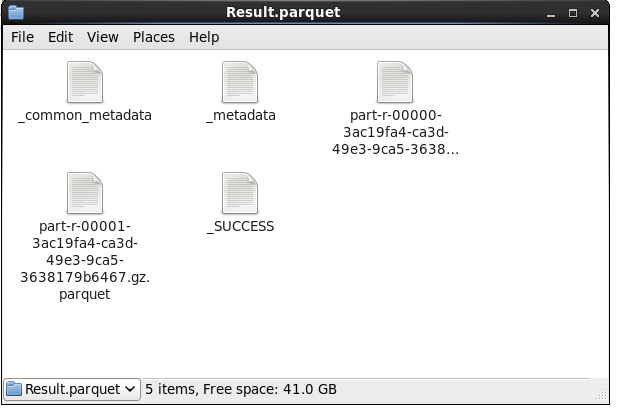 Result.parquet
File Edit View Places Help
_common_metadata
_metadata
part-r-00000-
3ac19fa4-ca3d-
49e3-9ca5-3638...
part-r-00001-
3ac19fa4-ca3d-
49e3-9ca5-
3638179b6467.gz.
parquet
_SUCCESS
Result.parquet 5 items, Free space: 41.0 GB